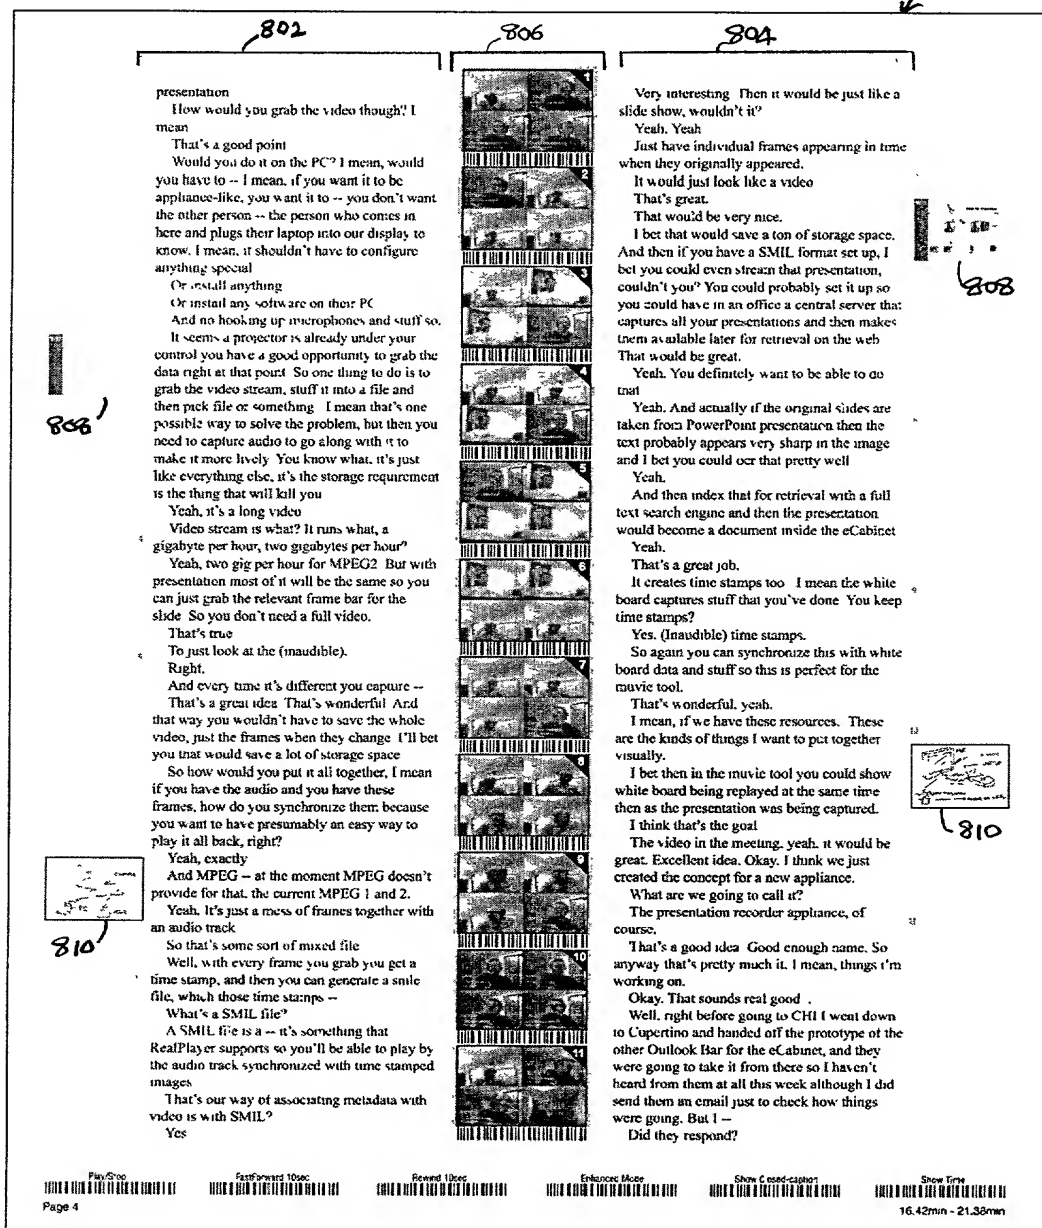 802
806
804
presentation
How would you grab the video though? I
mean
That's a good point
Would you do it on the PC? I mean, would
you have to -- I mean, if you want it to be
appliance-like, you want it to -- you don't want
the other person -- the person who comes in
here and plugs their laptop into our display to
know, I mean, it shouldn't have to configure
anything special
Or install anything
Or install any software on their PC
And no hooking up microphones and stuff so.
It seems a projector is already under your
control you have a good opportunity to grab the
data right at that point So one thing to do is to
grab the video stream, stuff it into a file and
then pick file or something I mean that's one
possible way to solve the problem, but then you
need to capture audio to go along with it to
make it more lively You know what, it's just
like everything else, it's the storage requirement
is the thing that will kill you
Yeah, it's a long video
Video stream is what? It runs what, a
gigabyte per hour, two gigabytes per hour?
Yeah, two gig per hour for MPEG2 But with
presentation most of it will be the same so you
can just grab the relevant frame bar for the
slide So you don't need a full video.
That's true
To just look at the (inaudible).
Right.
And every time it's different you capture --
That's a great idea That's wonderful And
that way you wouldn't have to save the whole
video, just the frames when they change I'll bet
you that would save a lot of storage space
So how would you put it all together, I mean
if you have the audio and you have these
frames, how do you synchronize them because
you want to have presumably an easy way to
play it all back, right?
Yeah, exactly
And MPEG -- at the moment MPEG doesn't
provide for that, the current MPEG 1 and 2.
Yeah. It's just a mess of frames together with
an audio track
So that's some sort of mixed file
Well, with every frame you grab you get a
time stamp, and then you can generate a smile
file, which those time stamps --
What's a SMIL file?
A SMIL file is a -- it's something that
RealPlayer supports so you'll be able to play by
the audio track synchronized with time stamped
images
That's our way of associating metadata with
video is with SMIL?
Yes
808
810
1
2
3
4
5
6
7
8
9
10
11
Very interesting Then it would be just like a
slide show, wouldn't it?
Yeah. Yeah
Just have individual frames appearing in time
when they originally appeared.
It would just look like a video
That's great.
That would be very nice.
I bet that would save a ton of storage space.
And then if you have a SMIL format set up, I
bet you could even stream that presentation,
couldn't you? You could probably set it up so
you could have in an office a central server that
captures all your presentations and then makes
them available later for retrieval on the web
That would be great.
Yeah. You definitely want to be able to do
that
Yeah. And actually if the original slides are
taken from PowerPoint presentation then the
text probably appears very sharp in the image
and I bet you could ocr that pretty well
Yeah.
And then index that for retrieval with a full
text search engine and then the presentation
would become a document inside the eCabinet
Yeah.
That's a great job.
It creates time stamps too I mean the white
board captures stuff that you've done You keep
time stamps?
Yes. (Inaudible) time stamps.
So again you can synchronize this with white
board data and stuff so this is perfect for the
muvie tool.
That's wonderful, yeah.
I mean, if we have these resources. These
are the kinds of things I want to put together
visually.
I bet then in the muvie tool you could show
white board being replayed at the same time
then as the presentation was being captured.
I think that's the goal
The video in the meeting, yeah, it would be
great. Excellent idea. Okay. I think we just
created the concept for a new appliance.
What are we going to call it?
The presentation recorder appliance, of
course.
That's a good idea Good enough name. So
anyway that's pretty much it. I mean, things I'm
working on.
Okay. That sounds real good .
Well, right before going to CHI I went down
to Cupertino and handed off the prototype of the
other Outlook Bar for the eCabinet, and they
were going to take it from there so I haven't
heard from them at all this week although I did
send them an email just to check how things
were going. But I --
Did they respond?
808
810
Play/Stop
FastForward 10sec
Rewind 10sec
Enhanced Mode
Show Closed-caption
Show Time
Page 4
16.42min - 21.38min